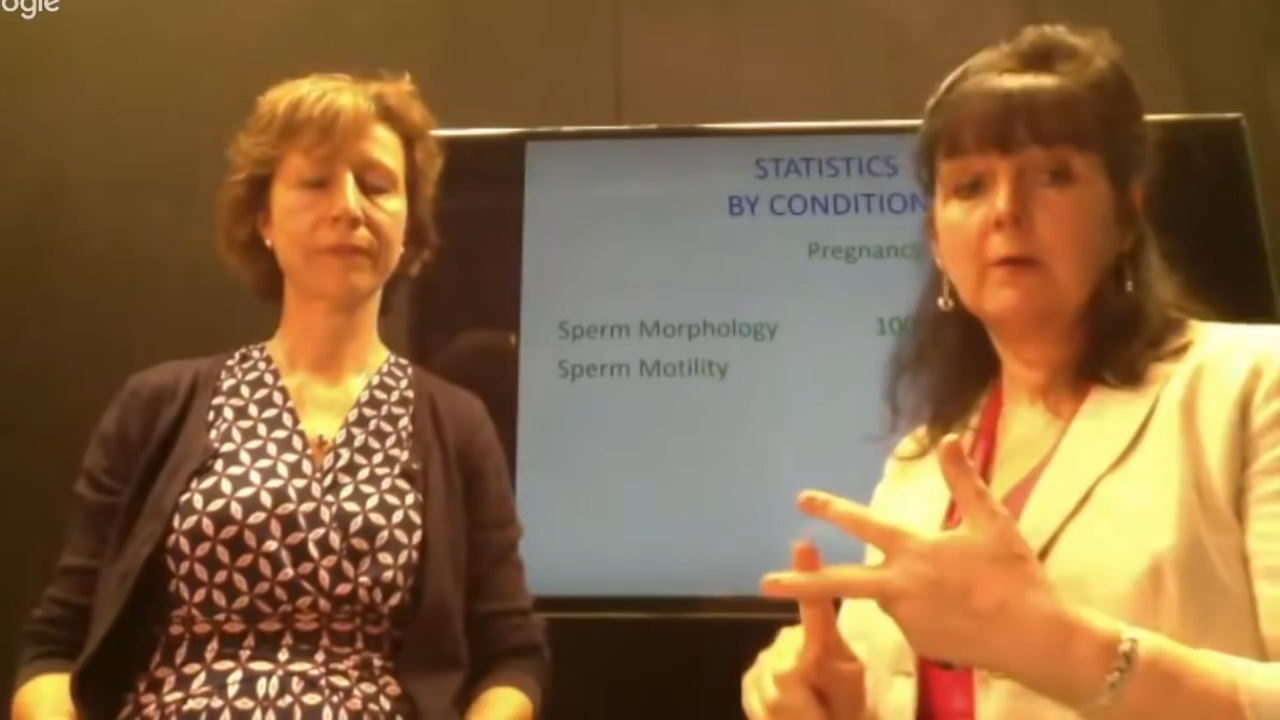 ogle
STATISTICS
BY CONDITION
Pregnanc
Sperm Morphology 100
Sperm Motility